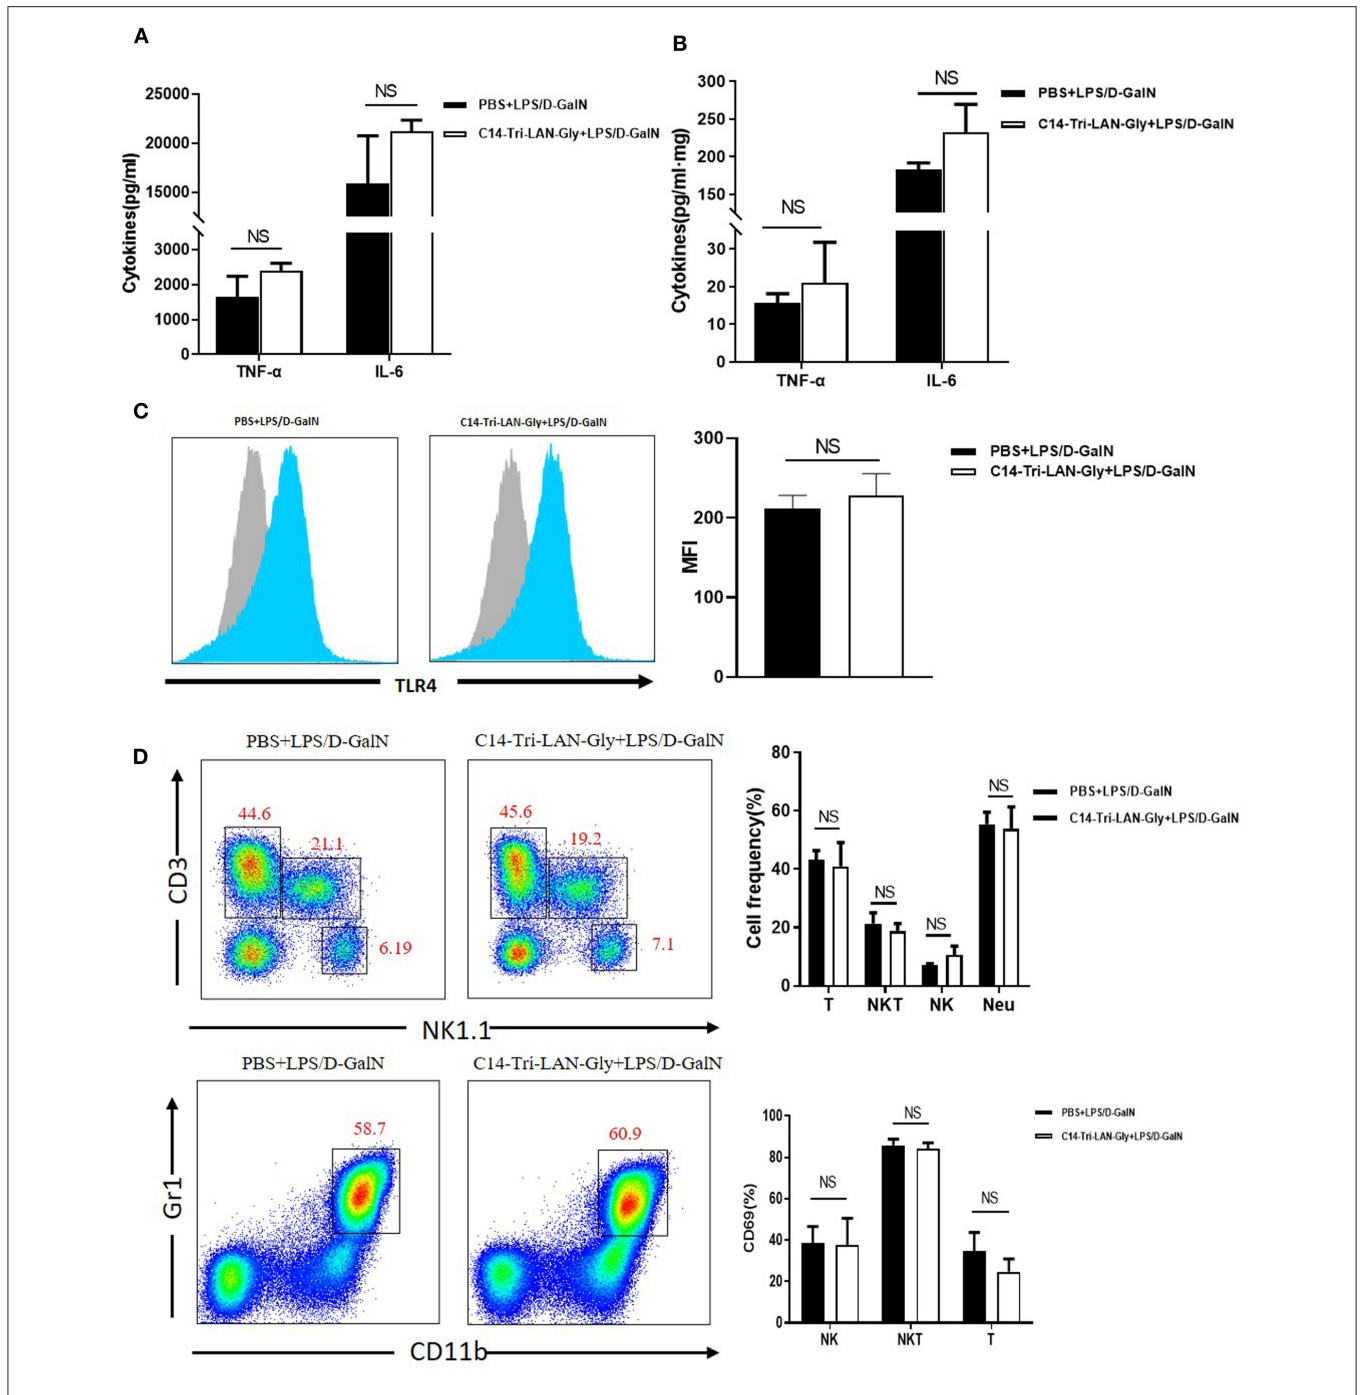 A
25000
20000
15000
3000
2000
1000
0
Cytokines(pg/ml)
NS
NS
TNF-α
IL-6
PBS+LPS/D-GalN
C14-Tri-LAN-Gly+LPS/D-GalN
B
300
250
200
150
30
20
10
0
Cytokines(pg/ml·mg)
NS
NS
TNF-α
IL-6
PBS+LPS/D-GalN
C14-Tri-LAN-Gly+LPS/D-GalN
C
PBS+LPS/D-GalN
C14-Tri-LAN-Gly+LPS/D-GalN
TLR4
300
200
100
0
MFI
NS
PBS+LPS/D-GalN
C14-Tri-LAN-Gly+LPS/D-GalN
D
PBS+LPS/D-GalN
C14-Tri-LAN-Gly+LPS/D-GalN
CD3
44.6
21.1
6.19
45.6
19.2
7.1
NK1.1
80
60
40
20
0
Cell frequency(%)
NS
NS
NS
NS
T
NKT
NK
Neu
PBS+LPS/D-GalN
C14-Tri-LAN-Gly+LPS/D-GalN
PBS+LPS/D-GalN
C14-Tri-LAN-Gly+LPS/D-GalN
Gr1
58.7
60.9
CD11b
100
80
60
40
20
0
CD69(%)
NS
NS
NS
NK
NKT
T
PBS+LPS/D-GalN
C14-Tri-LAN-Gly+LPS/D-GalN